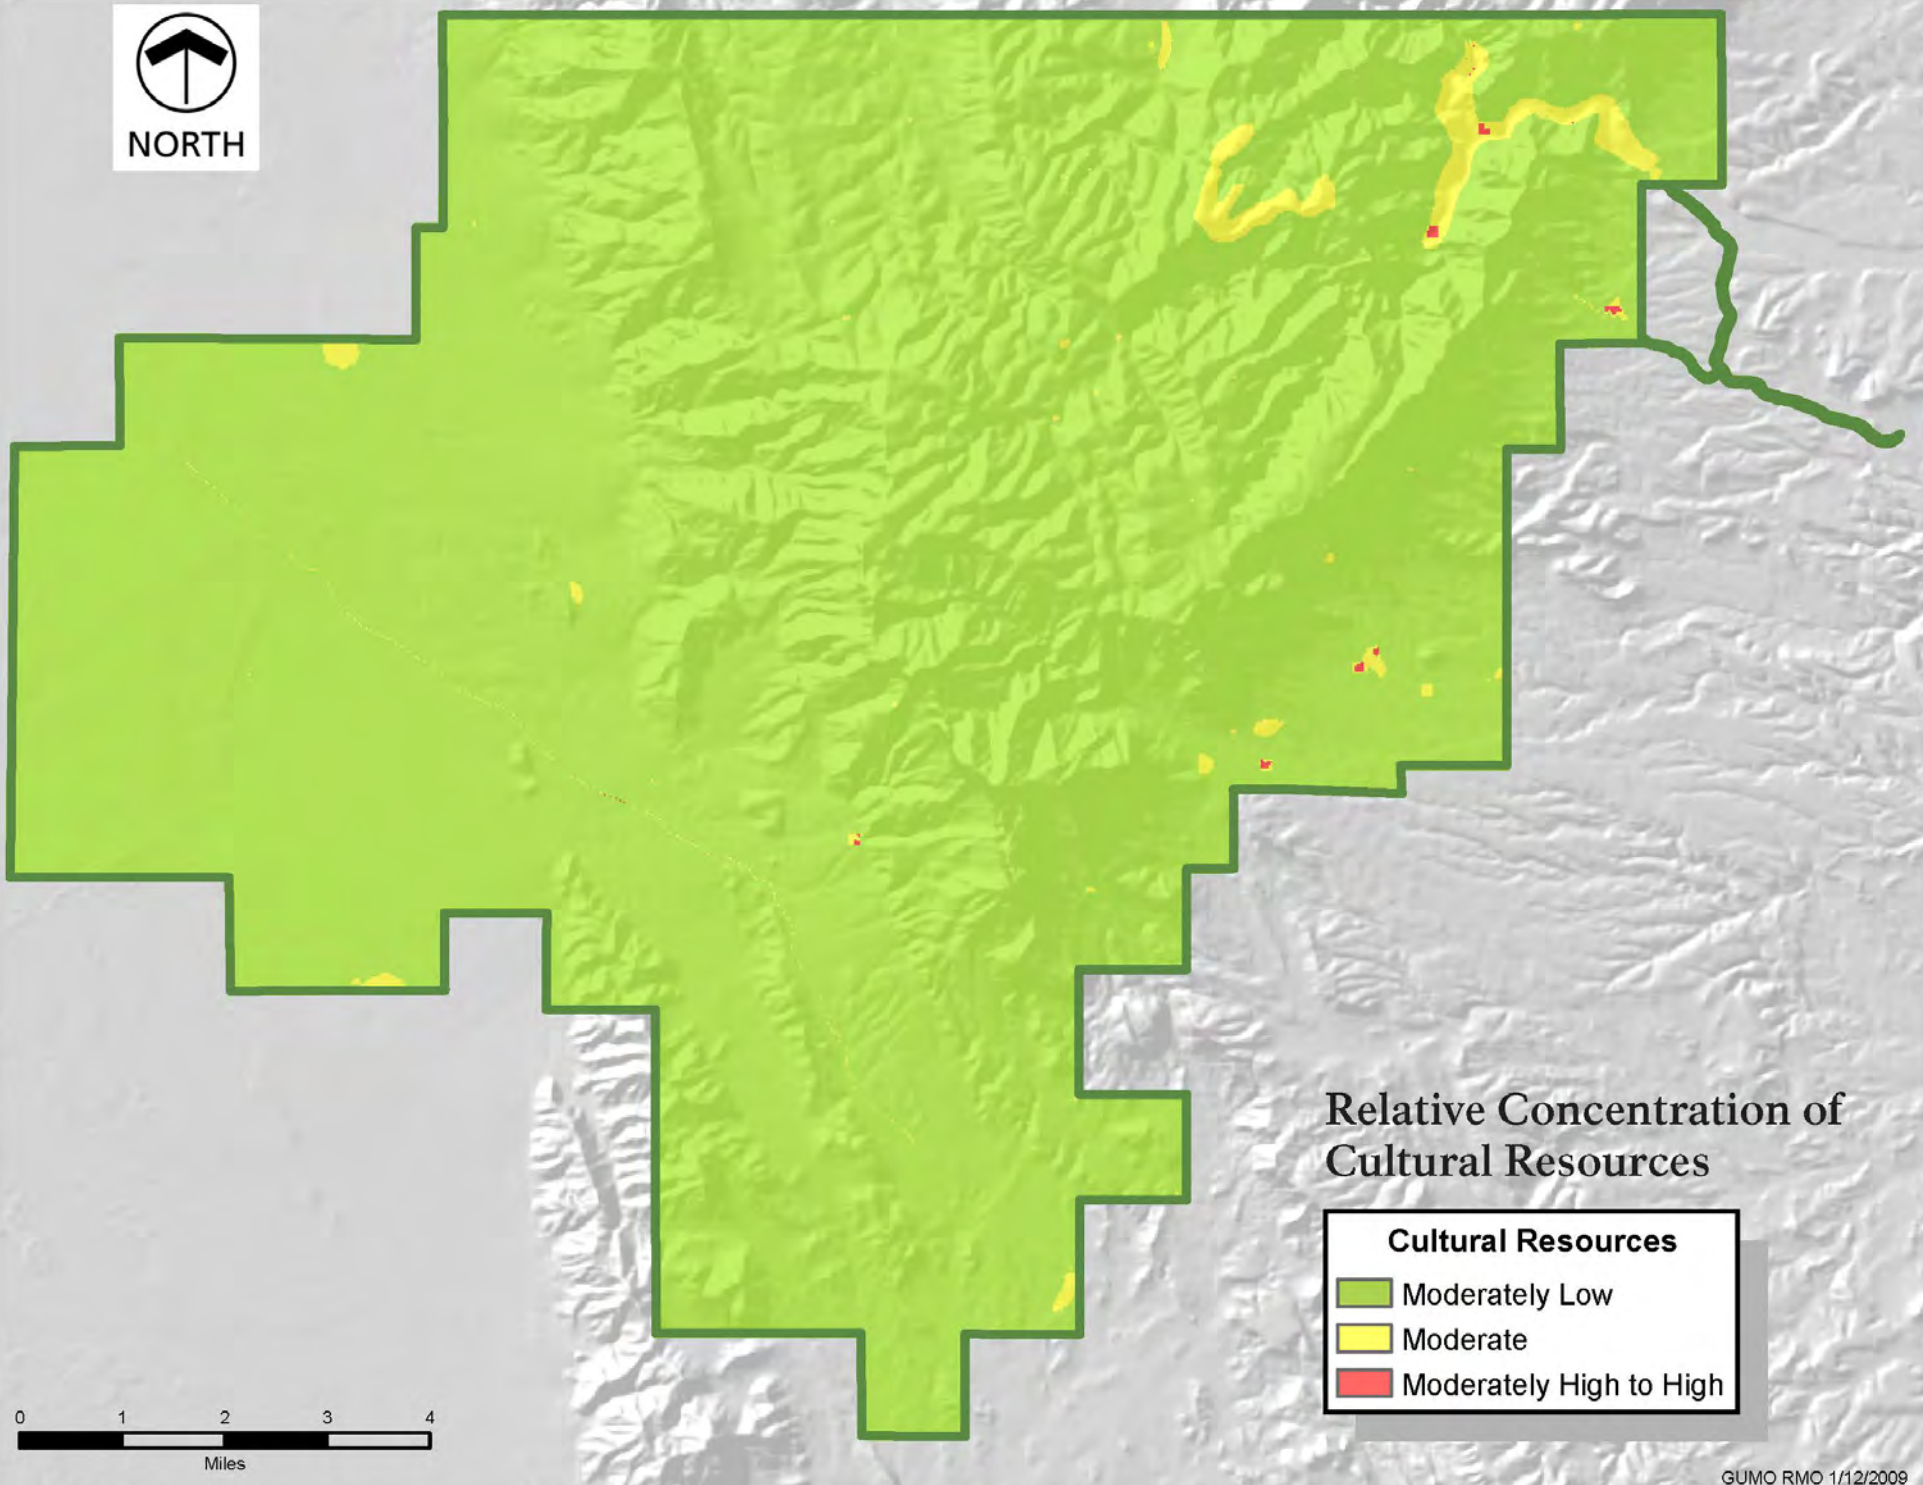 NORTH
Relative Concentration of
Cultural Resources
Cultural Resources
Moderately Low
Moderate
Moderately High to High
0 1 2 3 4
Miles
GUMO RMO 1/12/2009